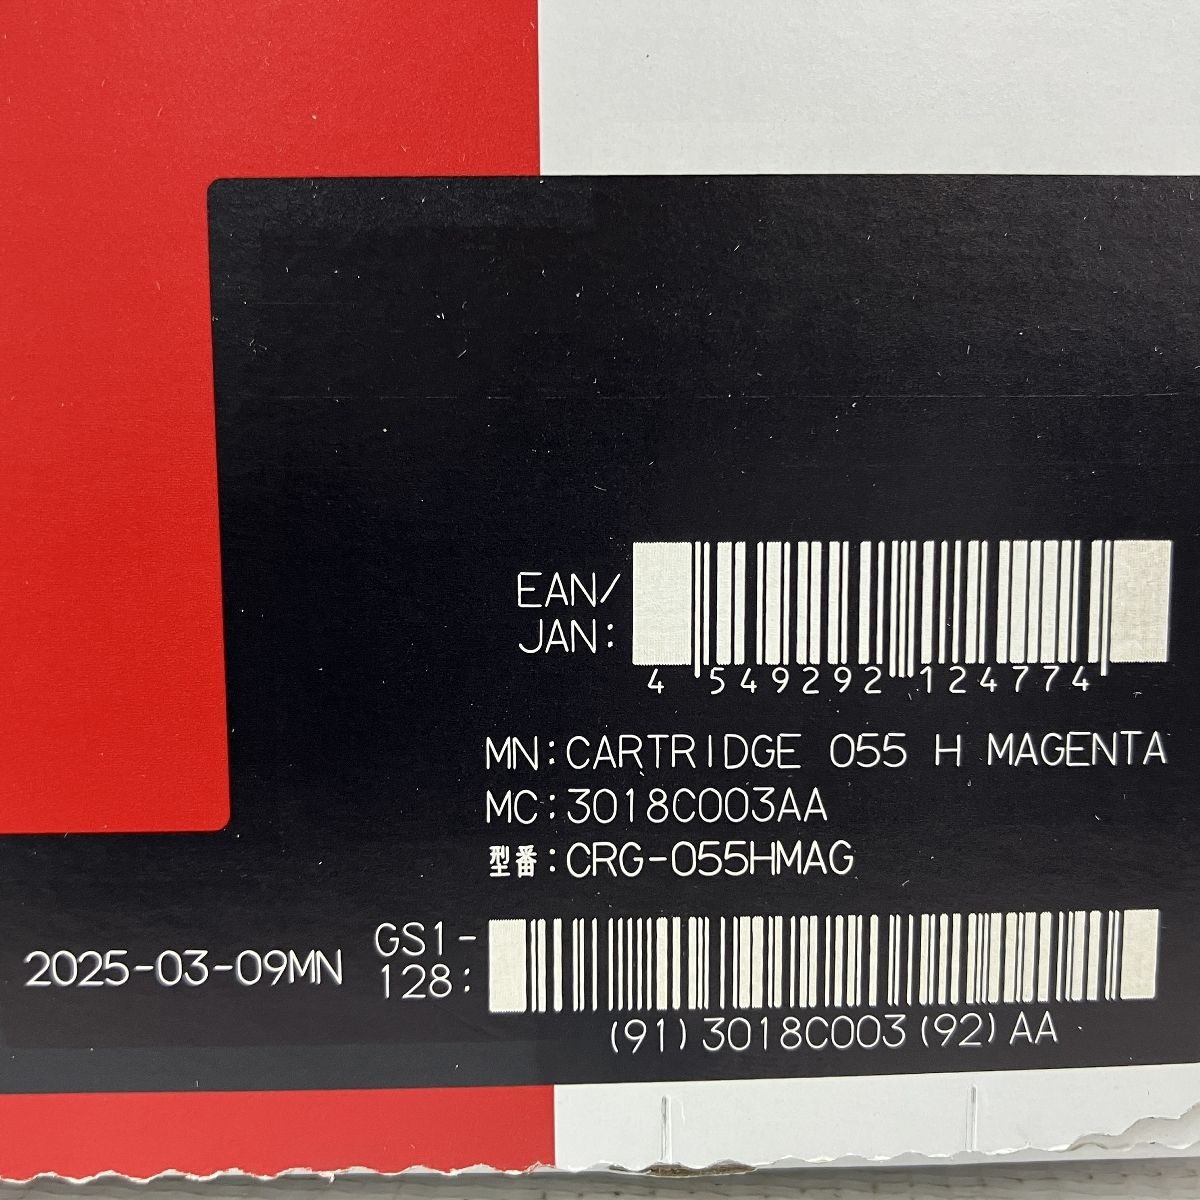 EAN/
JAN:
4 549292 124774
MN:CARTRIDGE 055 H MAGENTA
MC:3018C003AA
型番:CRG-055HMAG
2025-03-09MN
GS1-
128:
(91)3018C003(92)AA